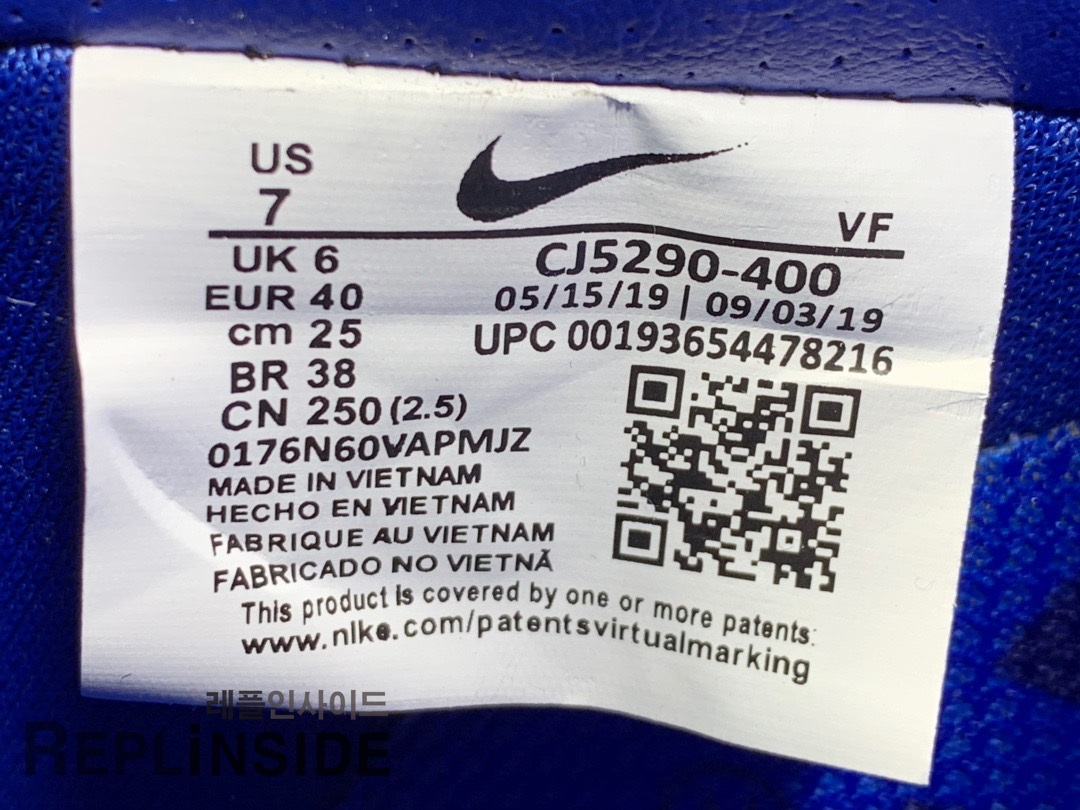 US
7
VF
UK 6
EUR 40
cm 25
BR 38
CN 250 (2.5)
CJ5290-400
05/15/19 | 09/03/19
UPC 00193654478216
0176N60VAPMJZ
MADE IN VIETNAM
HECHO EN VIETNAM
FABRIQUE AU VIETNAM
FABRICADO NO VIETNÃ
This product is covered by one or more patents:
www.nike.com/patentsvirtualmarking
레플인사이드
REPLiNSIDE